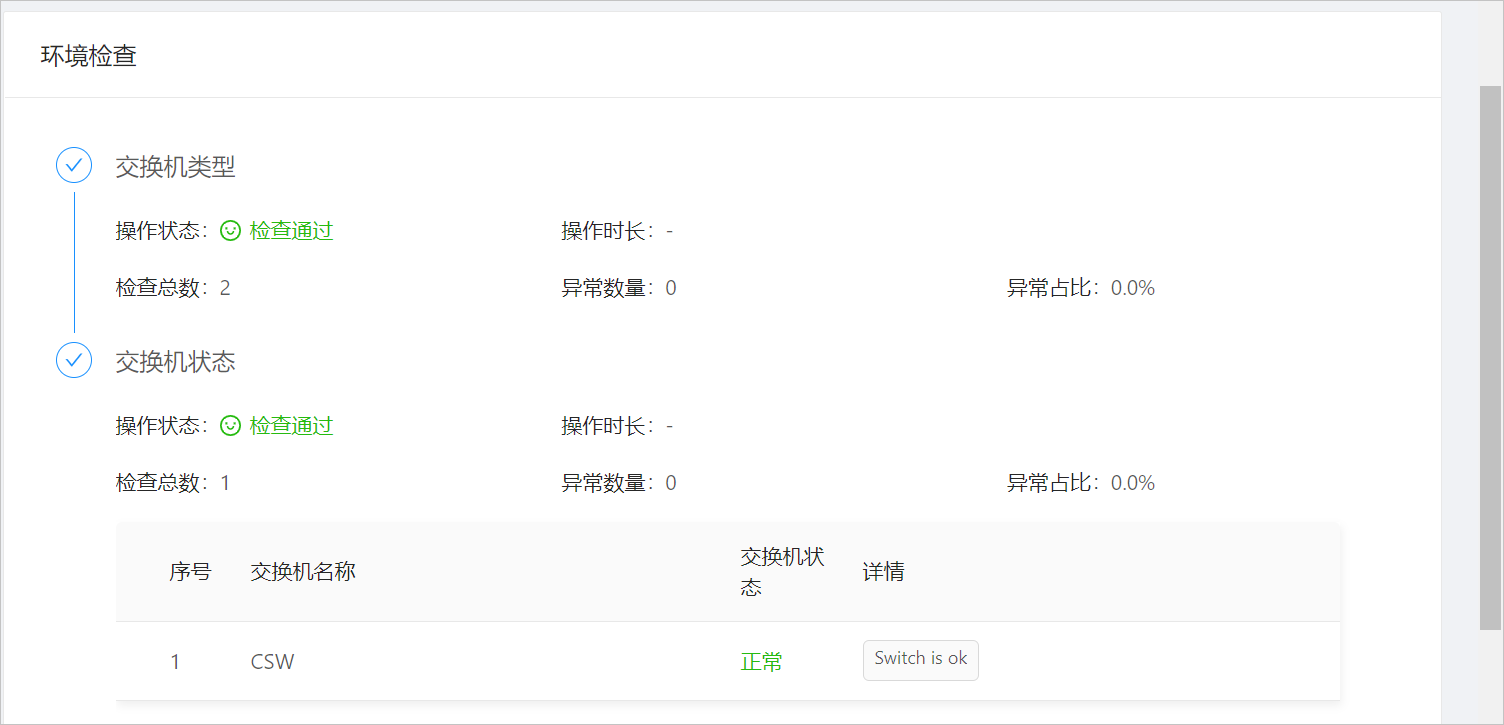 环境检查
交换机类型
操作状态： 检查通过 操作时长： -
检查总数： 2 异常数量： 0 异常占比： 0.0%
交换机状态
操作状态： 检查通过 操作时长： -
检查总数： 1 异常数量： 0 异常占比： 0.0%
序号 交换机名称 交换机状态 详情
1 CSW 正常 Switch is ok